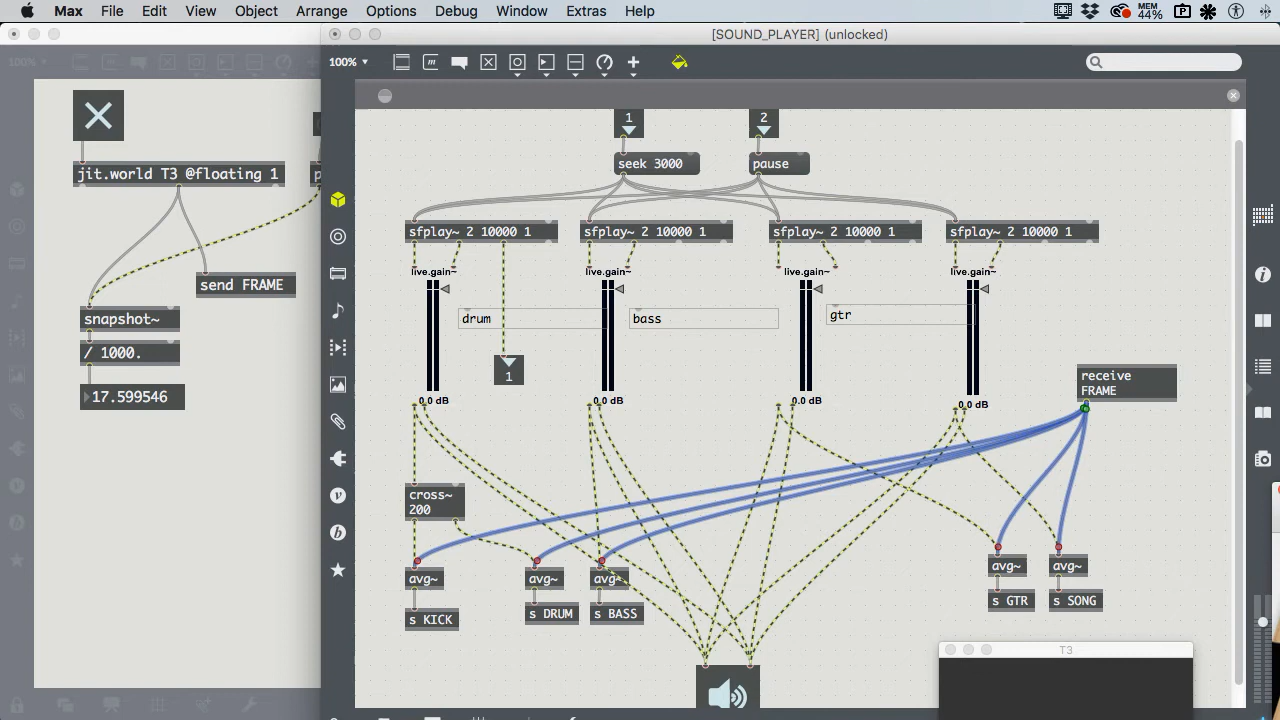 Max File Edit View Object Arrange Options Debug Window Extras Help
MEM
44%
[SOUND_PLAYER] (unlocked)
100%
100%
jit.world T3 @floating 1
p
send FRAME
snapshot~
/ 1000.
17.599546
1
2
seek 3000
pause
sfplay~ 2 10000 1
sfplay~ 2 10000 1
sfplay~ 2 10000 1
sfplay~ 2 10000 1
live.gain~
live.gain~
live.gain~
live.gain~
drum
bass
gtr
1
0.0 dB
0.0 dB
0.0 dB
0.0 dB
receive
FRAME
cross~
200
avg~
avg~
avg~
avg~
avg~
s KICK
s DRUM
s BASS
s GTR
s SONG
T3